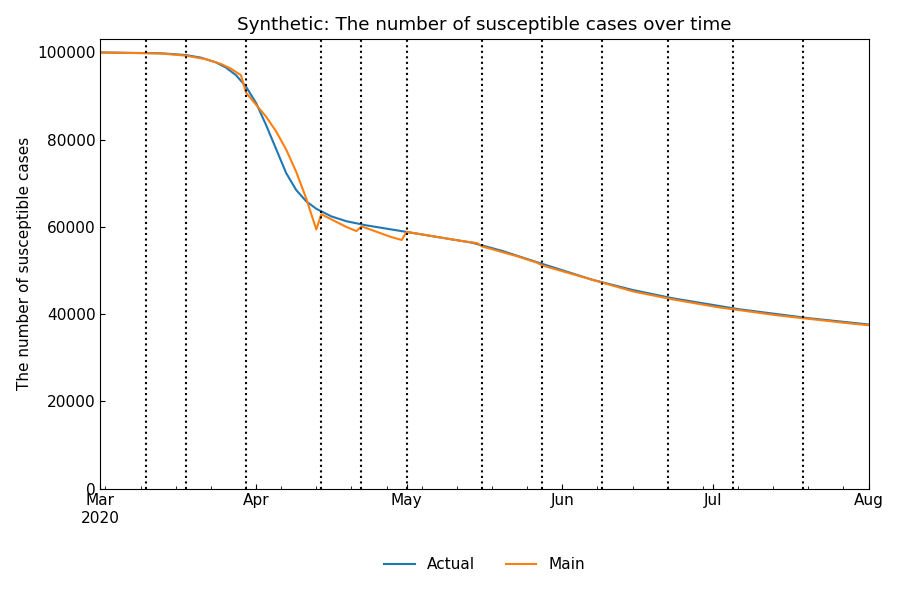 Synthetic: The number of susceptible cases over time
The number of susceptible cases
100000
80000
60000
40000
20000
0
Mar Apr May Jun Jul Aug
2020
Actual Main